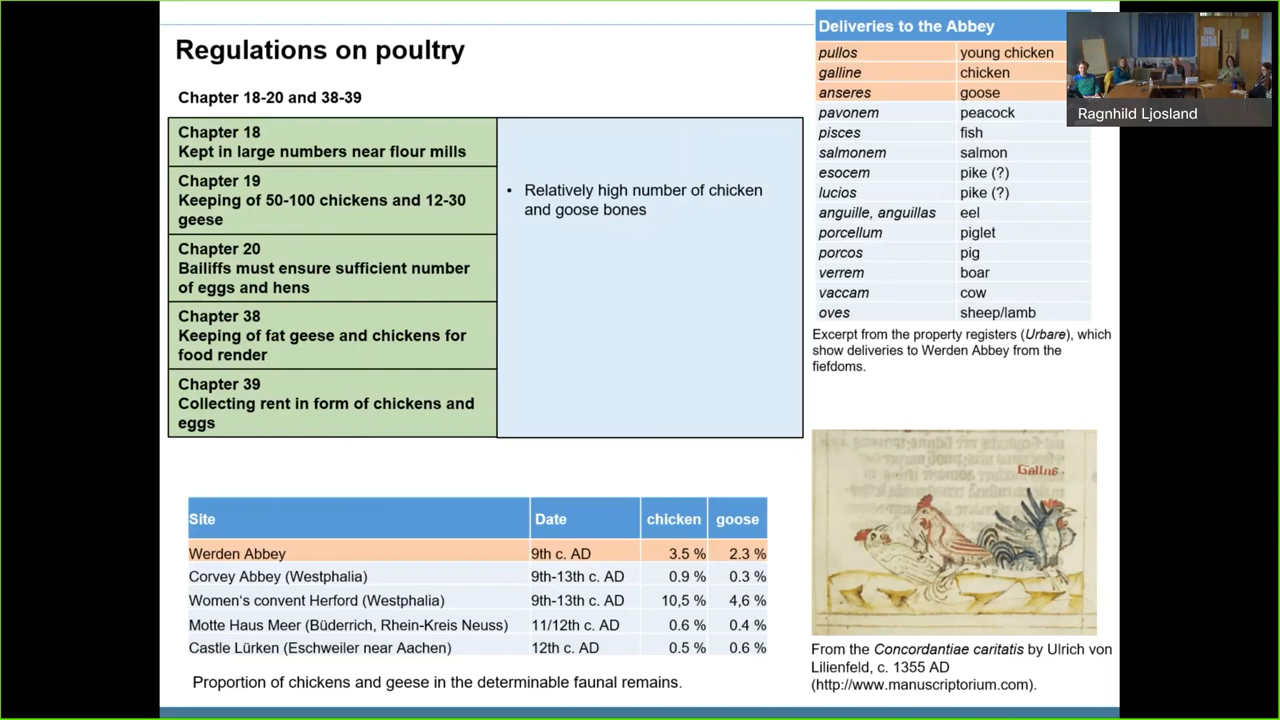 Regulations on poultry
Chapter 18-20 and 38-39
Chapter 18
Kept in large numbers near flour mills
Chapter 19
Keeping of 50-100 chickens and 12-30
geese
Chapter 20
Bailiffs must ensure sufficient number
of eggs and hens
Chapter 38
Keeping of fat geese and chickens for
food render
Chapter 39
Collecting rent in form of chickens and
eggs
• Relatively high number of chicken
and goose bones
Site Date chicken goose
Werden Abbey 9th c. AD 3.5 % 2.3 %
Corvey Abbey (Westphalia) 9th-13th c. AD 0.9 % 0.3 %
Women‘s convent Herford (Westphalia) 9th-13th c. AD 10,5 % 4,6 %
Motte Haus Meer (Büderrich, Rhein-Kreis Neuss) 11/12th c. AD 0.6 % 0.4 %
Castle Lürken (Eschweiler near Aachen) 12th c. AD 0.5 % 0.6 %
Proportion of chickens and geese in the determinable faunal remains.
Deliveries to the Abbey
pullos young chicken
galline chicken
anseres goose
pavonem peacock
pisces fish
salmonem salmon
esocem pike (?)
lucios pike (?)
anguille, anguillas eel
porcellum piglet
porcos pig
verrem boar
vaccam cow
oves sheep/lamb
Excerpt from the property registers (Urbare), which
show deliveries to Werden Abbey from the
fiefdoms.
Gallus
From the Concordantiae caritatis by Ulrich von
Lilienfeld, c. 1355 AD
(http://www.manuscriptorium.com).
Ragnhild Ljosland